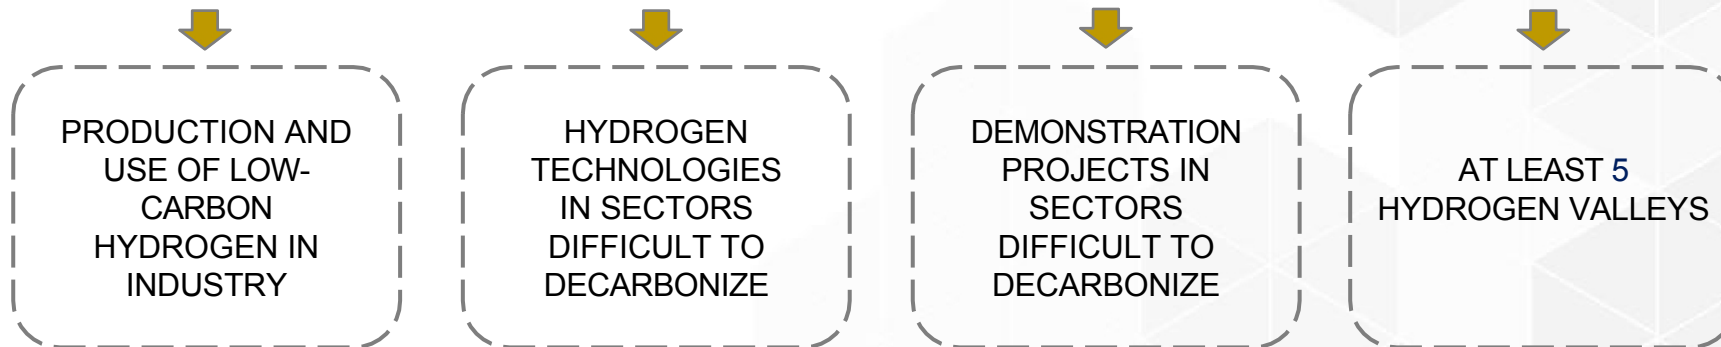 PRODUCTION AND
USE OF LOW-
CARBON
HYDROGEN IN
INDUSTRY
HYDROGEN
TECHNOLOGIES
IN SECTORS
DIFFICULT TO
DECARBONIZE
DEMONSTRATION
PROJECTS IN
SECTORS
DIFFICULT TO
DECARBONIZE
AT LEAST 5
HYDROGEN VALLEYS